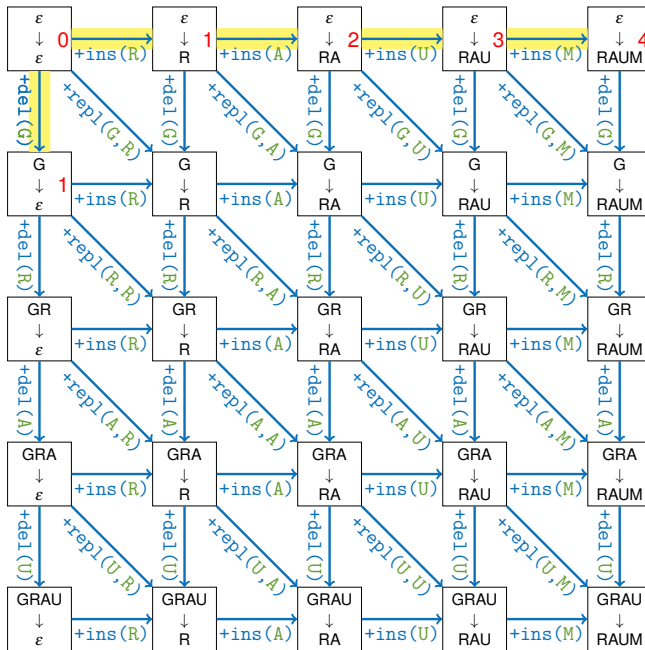 ε ε ε ε ε
↓ 0 ↓ 1 ↓ 2 ↓ 3 ↓ 4
ε +ins(R) R +ins(A) RA +ins(U) RAU +ins(M) RAUM
+del(G) +repl(G,R) +del(G) +repl(G,A) +del(G) +repl(G,U) +del(G) +repl(G,M) +del(G)
G G G G G
↓ 1 +ins(R) ↓ +ins(A) ↓ +ins(U) ↓ +ins(M) ↓
ε R RA RAU RAUM
+del(R) +repl(R,R) +del(R) +repl(R,A) +del(R) +repl(R,U) +del(R) +repl(R,M) +del(R)
GR GR GR GR GR
↓ +ins(R) ↓ +ins(A) ↓ +ins(U) ↓ +ins(M) ↓
ε R RA RAU RAUM
+del(A) +repl(A,R) +del(A) +repl(A,A) +del(A) +repl(A,U) +del(A) +repl(A,M) +del(A)
GRA GRA GRA GRA GRA
↓ +ins(R) ↓ +ins(A) ↓ +ins(U) ↓ +ins(M) ↓
ε R RA RAU RAUM
+del(U) +repl(U,R) +del(U) +repl(U,A) +del(U) +repl(U,U) +del(U) +repl(U,M) +del(U)
GRAU GRAU GRAU GRAU GRAU
↓ +ins(R) ↓ +ins(A) ↓ +ins(U) ↓ +ins(M) ↓
ε R RA RAU RAUM